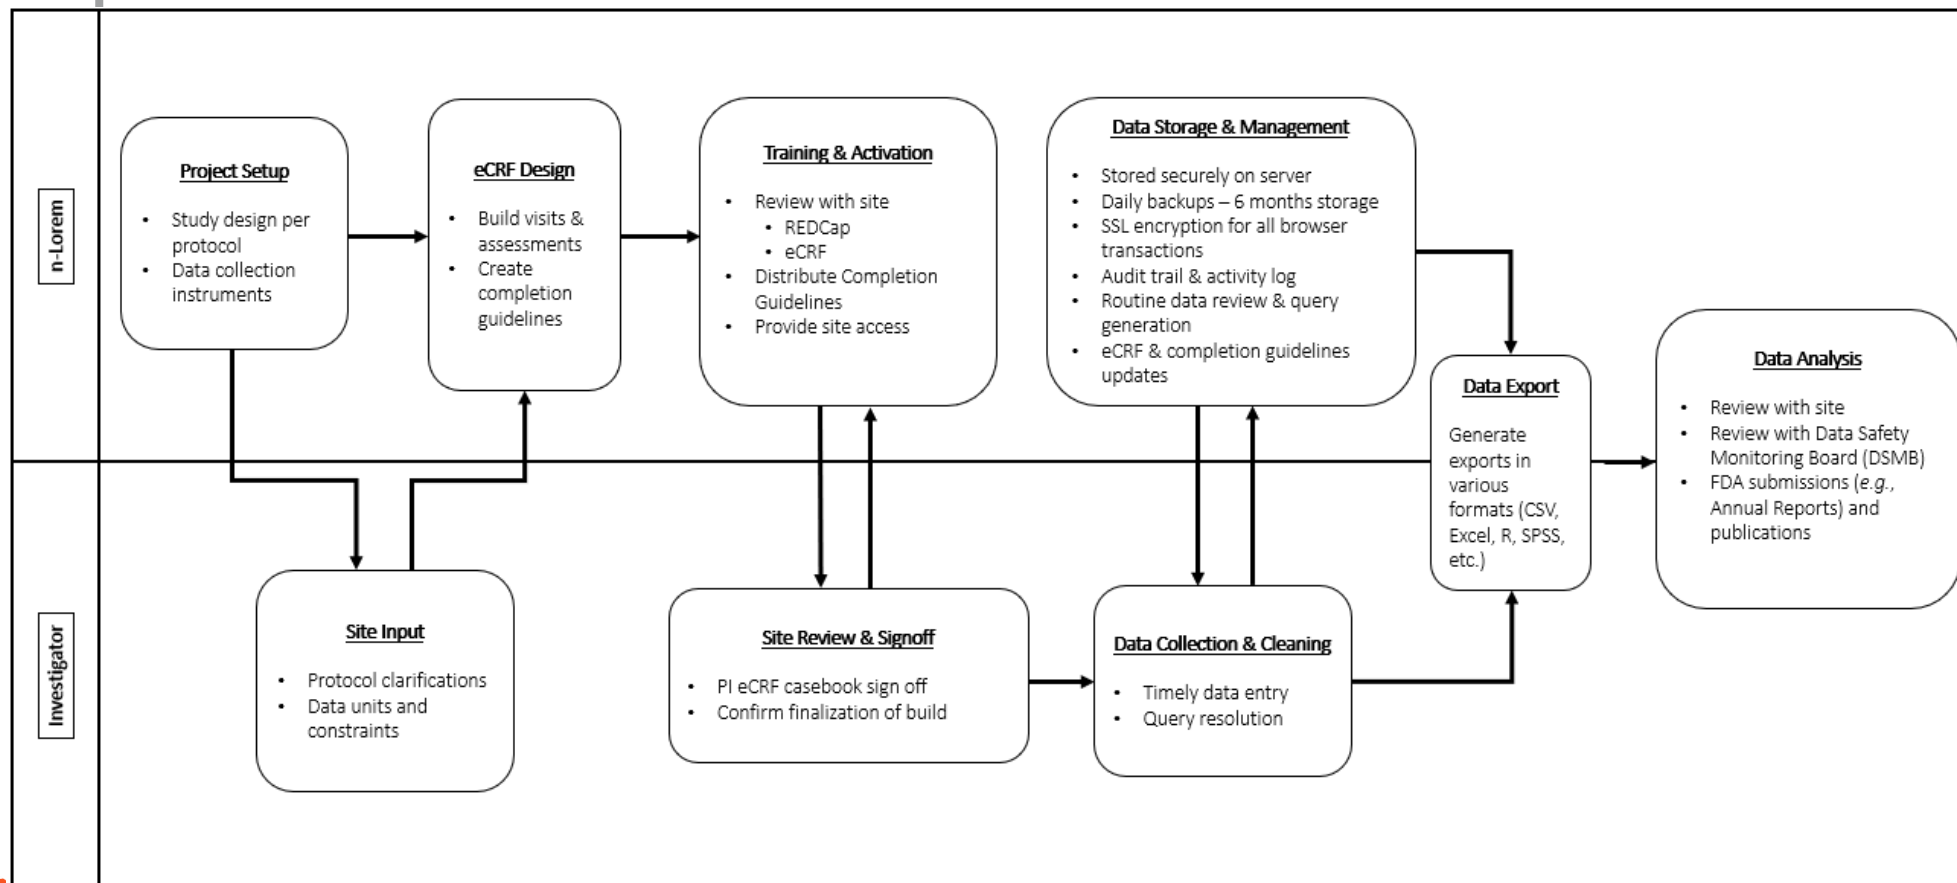 n-Lorem
Project Setup
Study design per
protocol
Data collection
instruments
eCRF Design
Build visits &
assessments
Create
completion
guidelines
Training & Activation
Review with site
REDCap
eCRF
Distribute Completion
Guidelines
Provide site access
Data Storage & Management
Stored securely on server
Daily backups – 6 months storage
SSL encryption for all browser
transactions
Audit trail & activity log
Routine data review & query
generation
eCRF & completion guidelines
updates
Data Export
Generate
exports in
various
formats (CSV,
Excel, R, SPSS,
etc.)
Data Analysis
Review with site
Review with Data Safety
Monitoring Board (DSMB)
FDA submissions (e.g.,
Annual Reports) and
publications
Investigator
Site Input
Protocol clarifications
Data units and
constraints
Site Review & Signoff
PI eCRF casebook sign off
Confirm finalization of build
Data Collection & Cleaning
Timely data entry
Query resolution